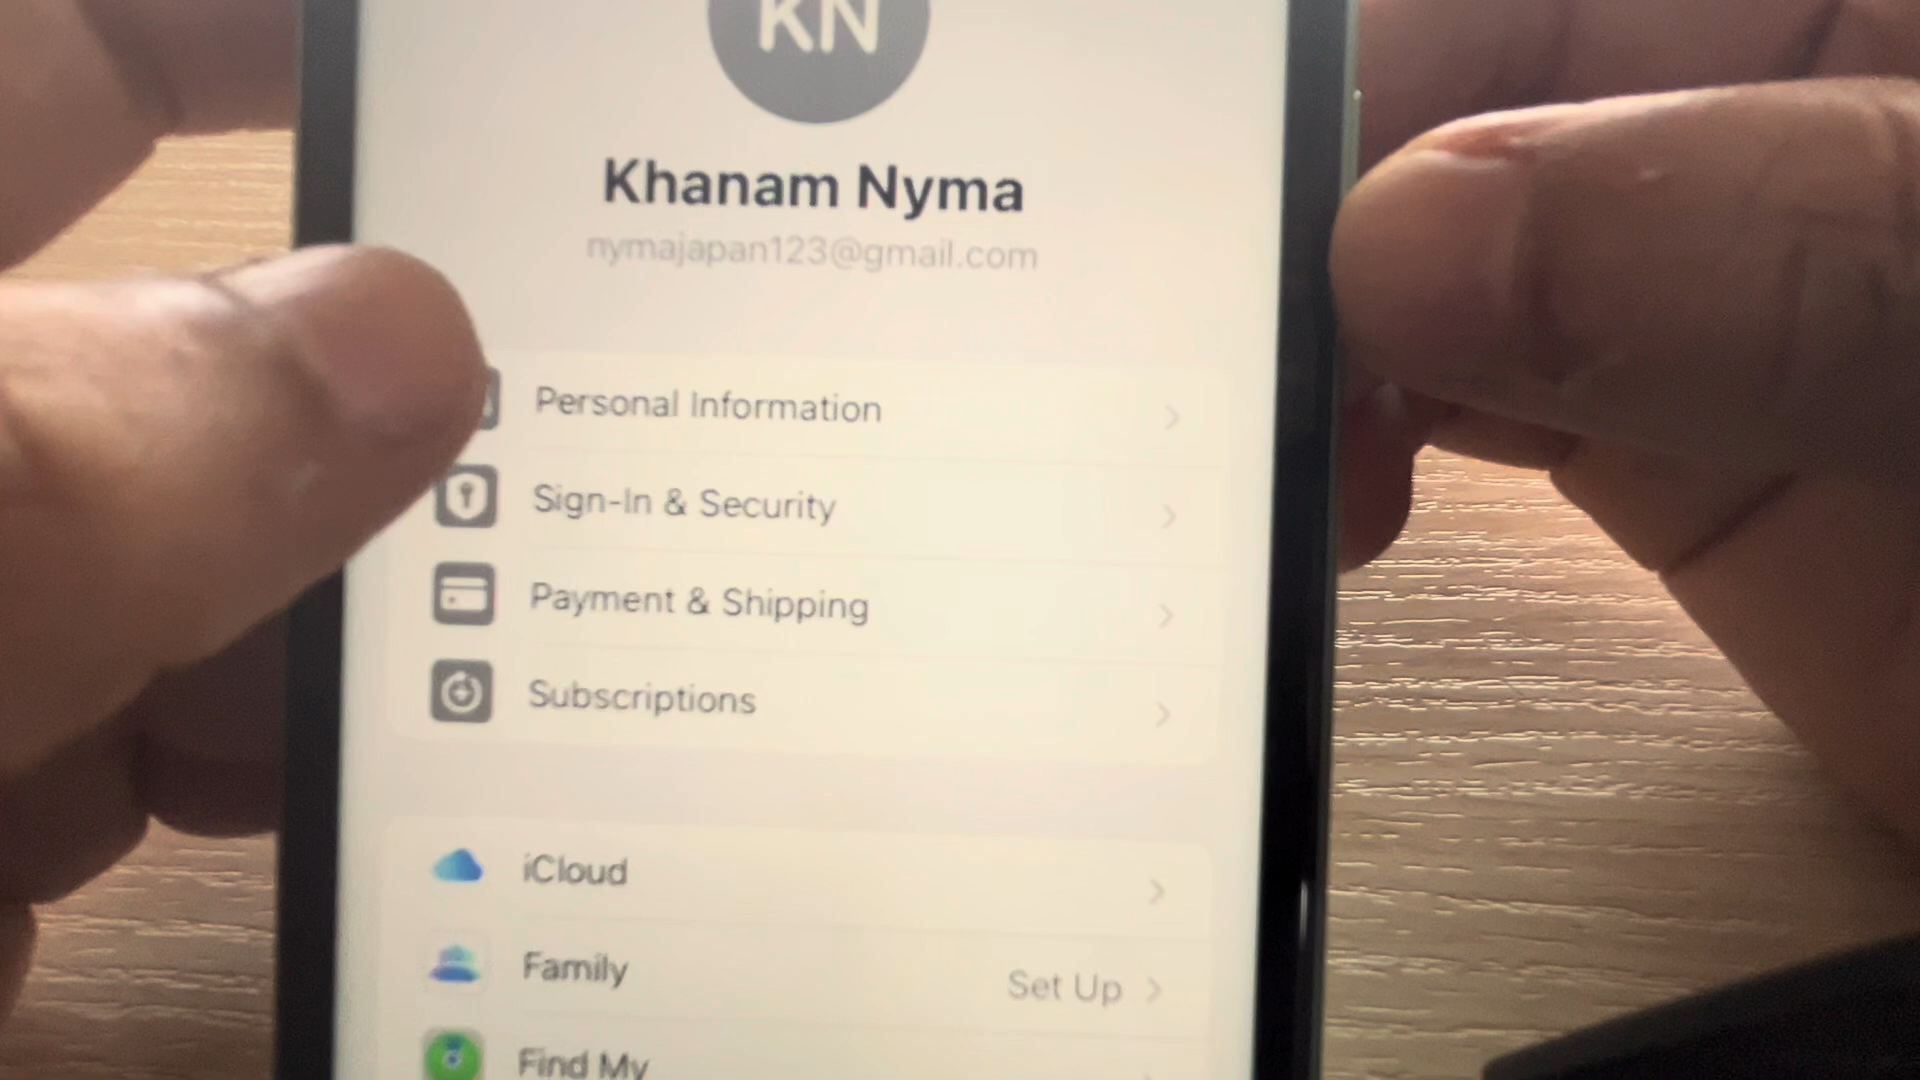 KN
Khanam Nyma
nymajapan123@gmail.com
Personal Information
Sign-In & Security
Payment & Shipping
Subscriptions
iCloud
Family Set Up
Find My